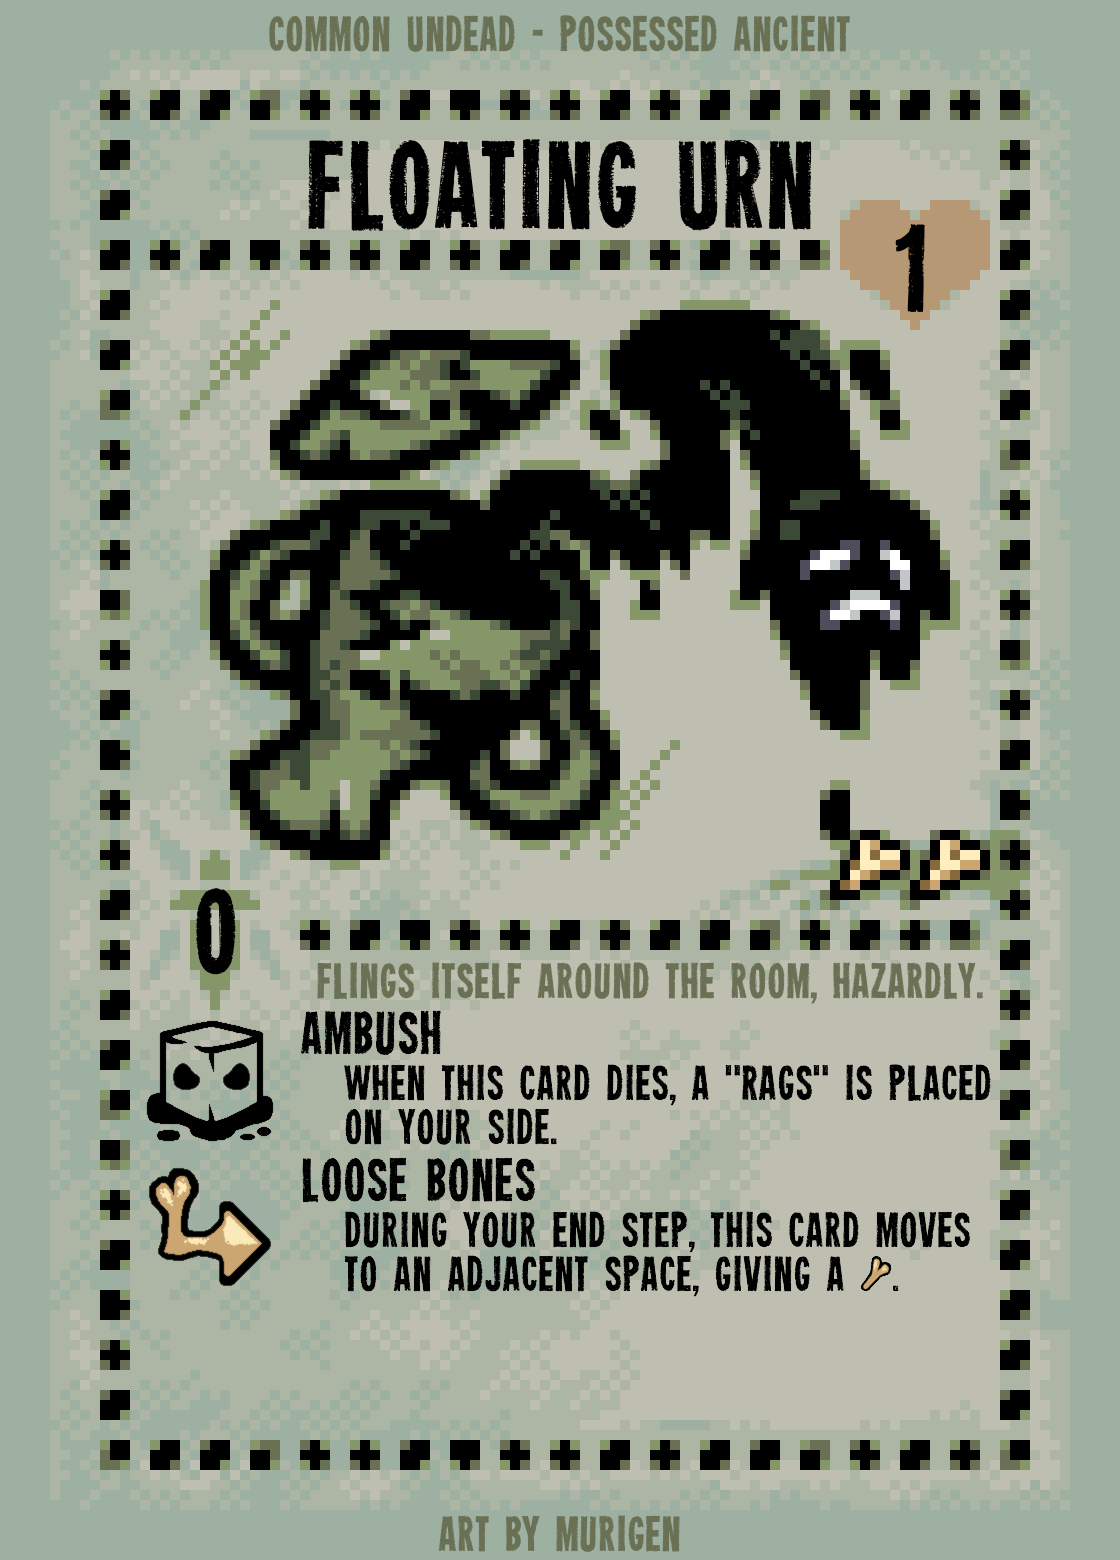 COMMON UNDEAD - POSSESSED ANCIENT
FLOATING URN
1
0
FLINGS ITSELF AROUND THE ROOM, HAZARDLY.
AMBUSH
WHEN THIS CARD DIES, A "RAGS" IS PLACED
ON YOUR SIDE.
LOOSE BONES
DURING YOUR END STEP, THIS CARD MOVES
TO AN ADJACENT SPACE, GIVING A .
ART BY MURIGEN